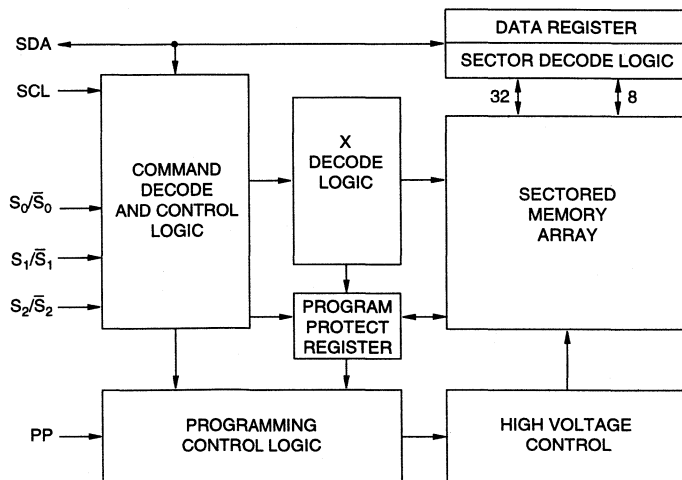 DATA REGISTER
SDA
SECTOR DECODE LOGIC
SCL
32
8
X
DECODE
LOGIC
COMMAND
DECODE
AND CONTROL
LOGIC
SECTORED
MEMORY
ARRAY
S₀/S̅₀
S₁/S̅₁
S₂/S̅₂
PROGRAM
PROTECT
REGISTER
PP
PROGRAMMING
CONTROL LOGIC
HIGH VOLTAGE
CONTROL